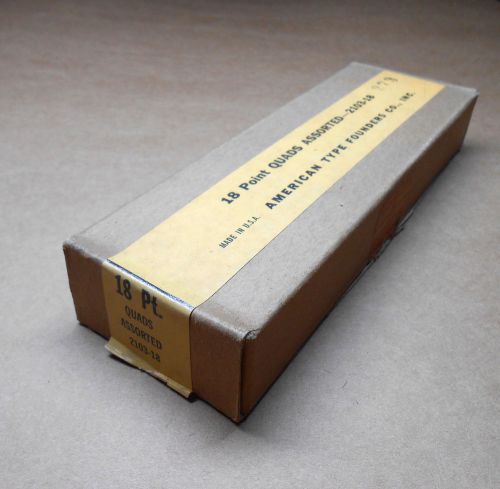 18 Point QUADS ASSORTED—2103-18 279
AMERICAN TYPE FOUNDERS CO., INC.
MADE IN U.S.A.
18 Pt.
QUADS
ASSORTED
2103-18